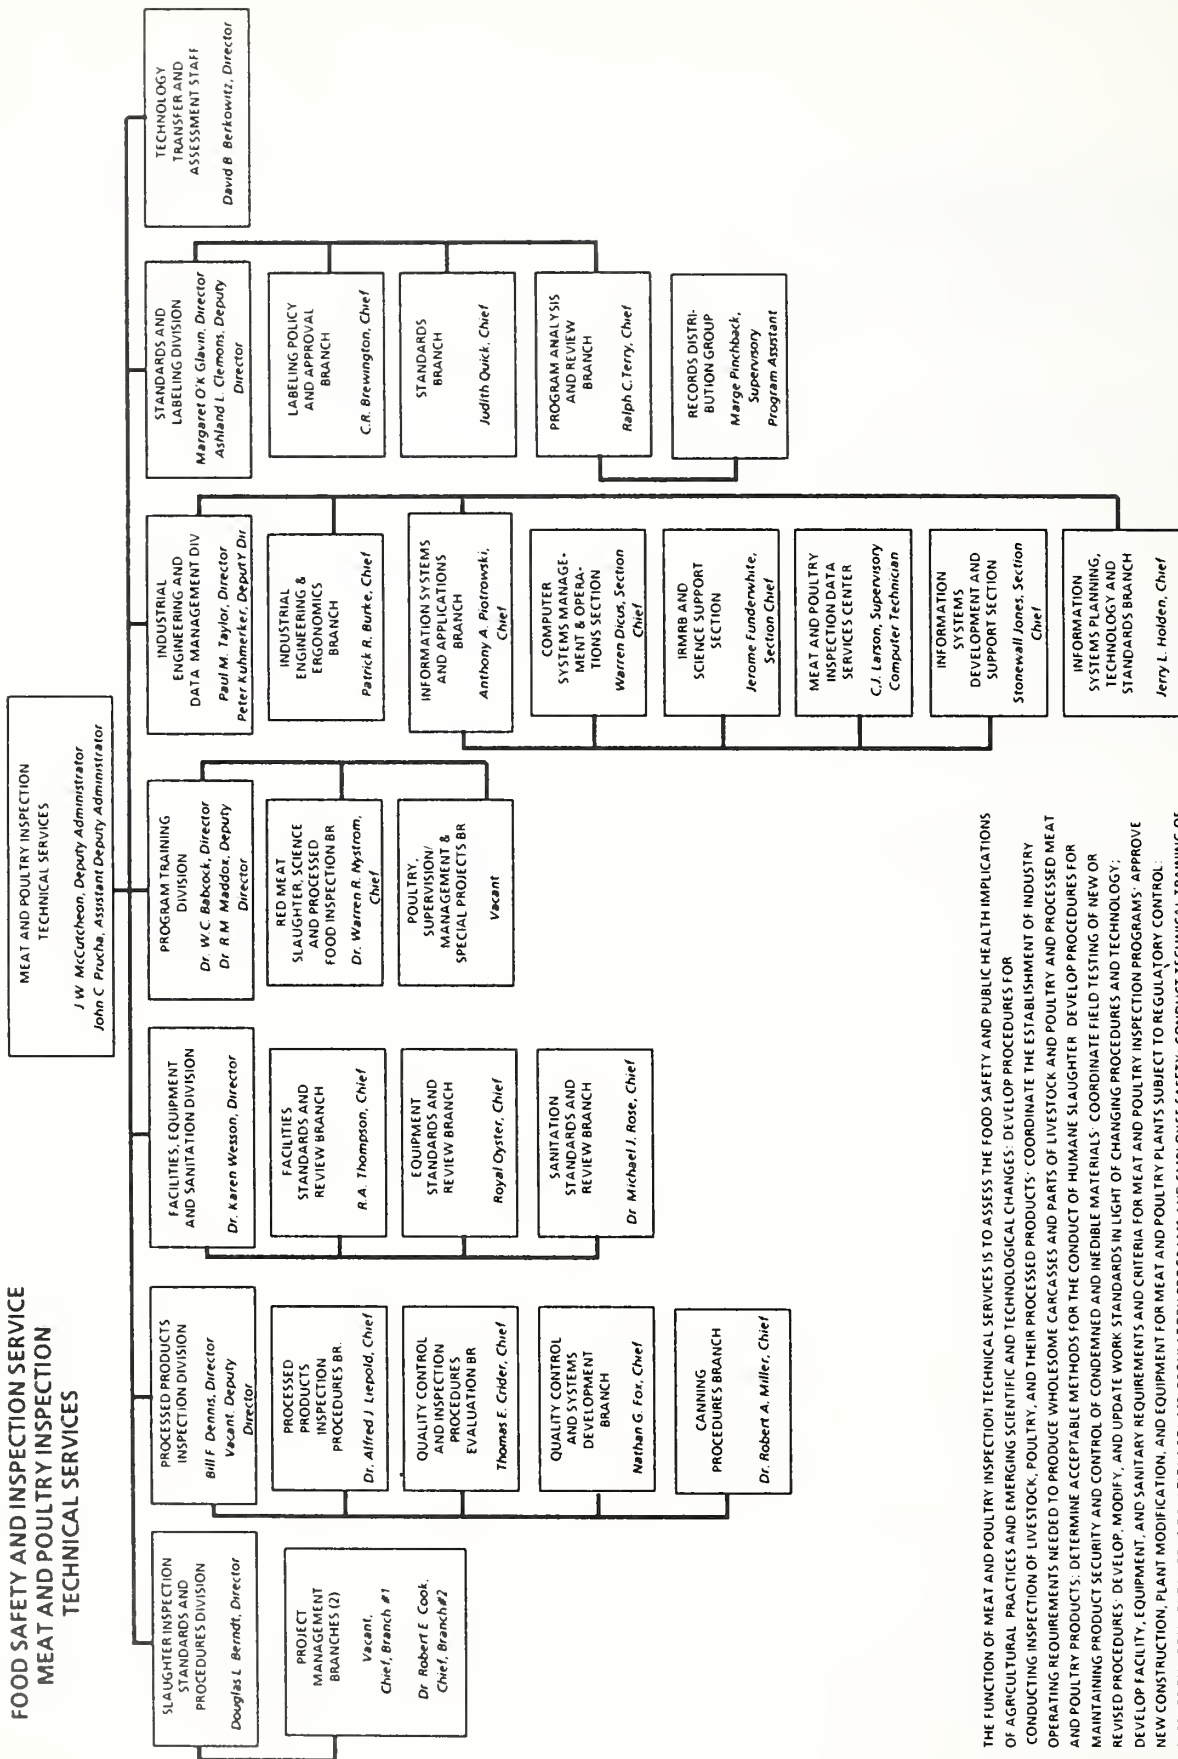 FOOD SAFETY AND INSPECTION SERVICE
MEAT AND POULTRY INSPECTION
TECHNICAL SERVICES
MEAT AND POULTRY INSPECTION
TECHNICAL SERVICES
J W McCutcheon, Deputy Administrator
John C Prucha, Assistant Deputy Administrator
SLAUGHTER INSPECTION
STANDARDS AND
PROCEDURES DIVISION
Douglas L Berndt, Director
PROJECT
MANAGEMENT
BRANCHES (2)
Vacant,
Chief, Branch #1
Dr Robert E Cook.
Chief, Branch#2
PROCESSED PRODUCTS
INSPECTION DIVISION
Bill F Dennis, Director
Vacant. Deputy
Director
PROCESSED
PRODUCTS
INSPECTION
PROCEDURES BR.
Dr. Alfred J Liepold, Chief
QUALITY CONTROL
AND INSPECTION
PROCEDURES
EVALUATION BR
Thomas E. Crider, Chief
QUALITY CONTROL
AND SYSTEMS
DEVELOPMENT
BRANCH
Nathan G. Fox, Chief
CANNING
PROCEDURES BRANCH
Dr. Robert A. Miller, Chief
FACILITIES, EQUIPMENT
AND SANITATION DIVISION
Dr. Karen Wesson, Director
FACILITIES
STANDARDS AND
REVIEW BRANCH
R.A. Thompson, Chief
EQUIPMENT
STANDARDS AND
REVIEW BRANCH
Royal Oyster, Chief
SANITATION
STANDARDS AND
REVIEW BRANCH
Dr Michael J. Rose, Chief
PROGRAM TRAINING
DIVISION
Dr. W.C. Babcock, Director
Dr R.M Maddox, Deputy
Director
RED MEAT
SLAUGHTER, SCIENCE
AND PROCESSED
FOOD INSPECTION BR
Dr. Warren R. Nystrom,
Chief
POULTRY,
SUPERVISION/
MANAGEMENT &
SPECIAL PROJECTS BR
Vacant
INDUSTRIAL
ENGINEERING AND
DATA MANAGEMENT DIV
Paul M. Taylor, Director
Peter Kuhmerker, Deputy Dir
INDUSTRIAL
ENGINEERING &
ERGONOMICS
BRANCH
Patrick R. Burke, Chief
INFORMATION SYSTEMS
AND APPLICATIONS
BRANCH
Anthony A. Piotrowski,
Chief
COMPUTER
SYSTEMS MANAGE-
MENT & OPERA-
TIONS SECTION
Warren Dicus, Section
Chief
IRMRB AND
SCIENCE SUPPORT
SECTION
Jerome Funderwhite,
Section Chief
MEAT AND POULTRY
INSPECTION DATA
SERVICES CENTER
C.J. Larson, Supervisory
Computer Technician
INFORMATION
SYSTEMS
DEVELOPMENT AND
SUPPORT SECTION
Stonewall Jones, Section
Chief
INFORMATION
SYSTEMS PLANNING,
TECHNOLOGY AND
STANDARDS BRANCH
Jerry L. Holden, Chief
STANDARDS AND
LABELING DIVISION
Margaret O'K Glavin, Director
Ashland L. Clemons, Deputy
Director
LABELING POLICY
AND APPROVAL
BRANCH
C.R. Brewington, Chief
STANDARDS
BRANCH
Judith Quick, Chief
PROGRAM ANALYSIS
AND REVIEW
BRANCH
Ralph C. Terry, Chief
RECORDS DISTRI-
BUTION GROUP
Marge Pinchback,
Supervisory
Program Assistant
TECHNOLOGY
TRANSFER AND
ASSESSMENT STAFF
David B Berkowitz, Director
THE FUNCTION OF MEAT AND POULTRY INSPECTION TECHNICAL SERVICES IS TO ASSESS THE FOOD SAFETY AND PUBLIC HEALTH IMPLICATIONS
OF AGRICULTURAL PRACTICES AND EMERGING SCIENTIFIC AND TECHNOLOGICAL CHANGES; DEVELOP PROCEDURES FOR
CONDUCTING INSPECTION OF LIVESTOCK, POULTRY, AND THEIR PROCESSED PRODUCTS; COORDINATE THE ESTABLISHMENT OF INDUSTRY
OPERATING REQUIREMENTS NEEDED TO PRODUCE WHOLESOME CARCASSES AND PARTS OF LIVESTOCK AND POULTRY AND PROCESSED MEAT
AND POULTRY PRODUCTS; DETERMINE ACCEPTABLE METHODS FOR THE CONDUCT OF HUMANE SLAUGHTER DEVELOP PROCEDURES FOR
MAINTAINING PRODUCT SECURITY AND CONTROL OF CONDEMNED AND INEDIBLE MATERIALS; COORDINATE FIELD TESTING OF NEW OR
REVISED PROCEDURES; DEVELOP, MODIFY, AND UPDATE WORK STANDARDS IN LIGHT OF CHANGING PROCEDURES AND TECHNOLOGY;
DEVELOP FACILITY, EQUIPMENT, AND SANITARY REQUIREMENTS AND CRITERIA FOR MEAT AND POULTRY INSPECTION PROGRAMS; APPROVE
NEW CONSTRUCTION, PLANT MODIFICATION, AND EQUIPMENT FOR MEAT AND POULTRY PLANTS SUBJECT TO REGULATORY CONTROL;